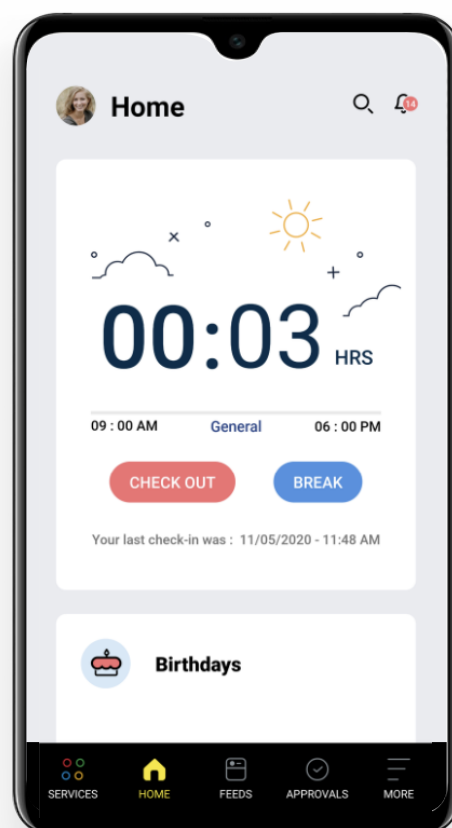 Home
14
00:03 HRS
09 : 00 AM General 06 : 00 PM
CHECK OUT BREAK
Your last check-in was : 11/05/2020 - 11:48 AM
Birthdays
SERVICES HOME FEEDS APPROVALS MORE